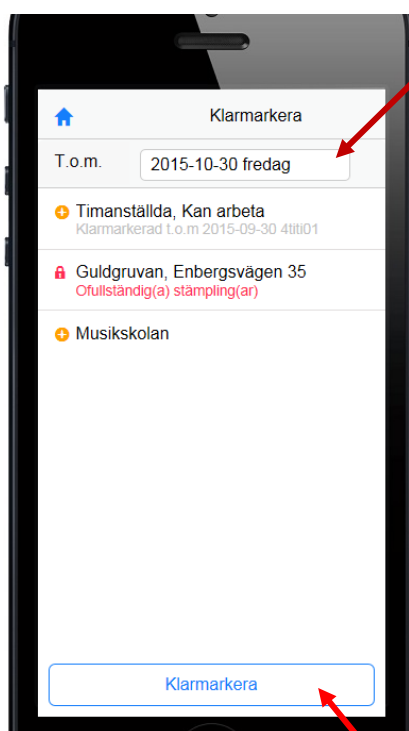 Klarmarkera
T.o.m. 2015-10-30 fredag
Timanställda, Kan arbeta
Klarmarkerad t.o.m 2015-09-30 4titi01
Guldgruvan, Enbergsvägen 35
Ofullständig(a) stämpling(ar)
Musikskolan
Klarmarkera